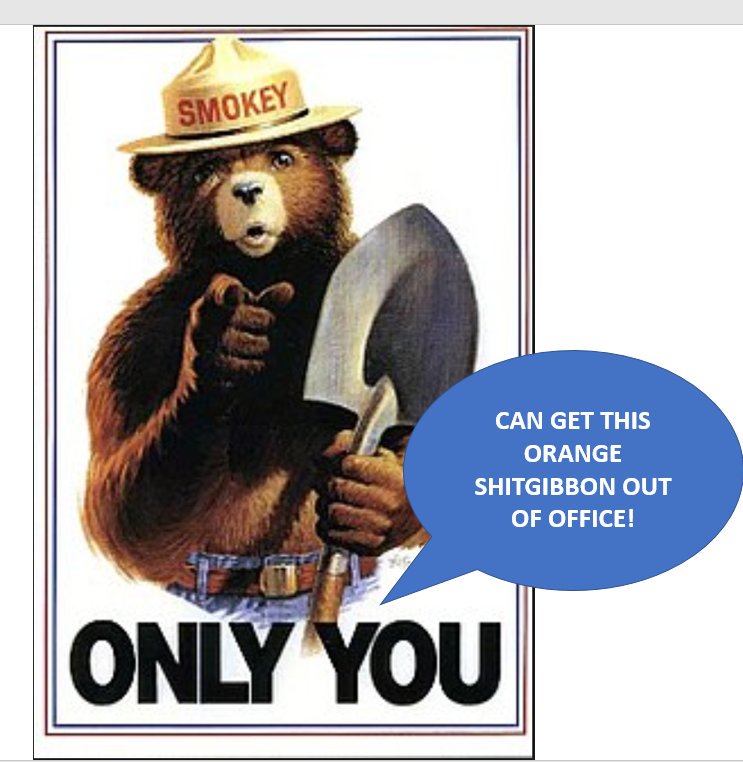 SMOKEY
ONLY YOU
CAN GET THIS
ORANGE
SHITGIBBON OUT
OF OFFICE!